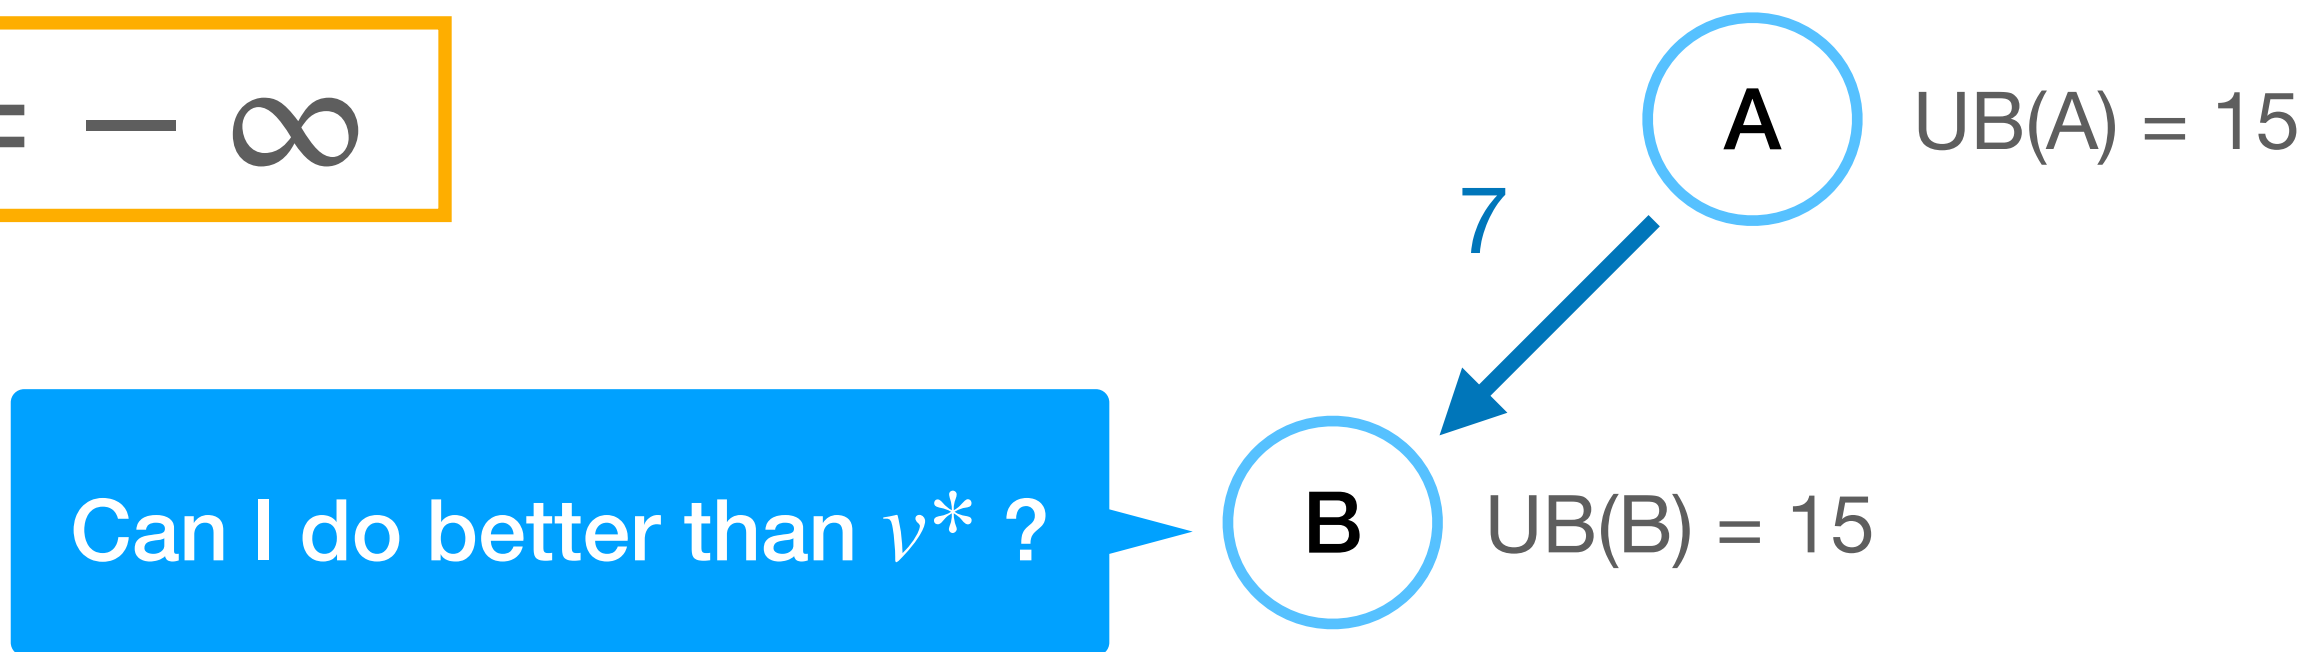 = − ∞
A UB(A) = 15
7
Can I do better than v* ?
B UB(B) = 15